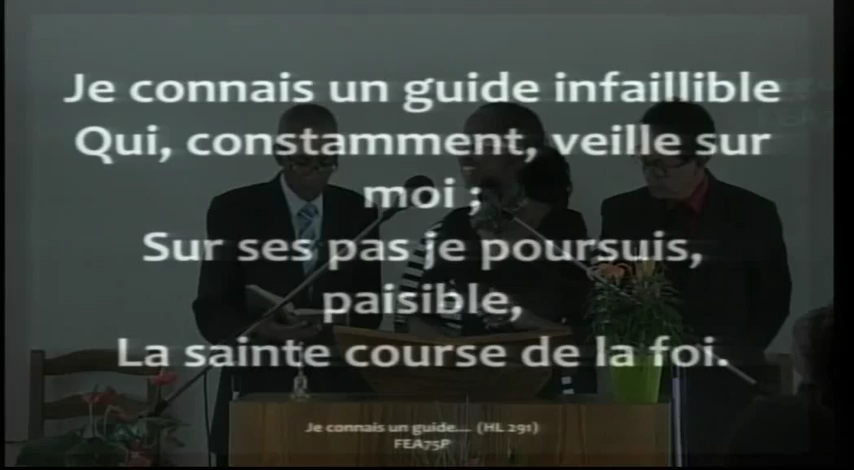 Je connais un guide infaillible
Qui, constamment, veille sur
moi ;
Sur ses pas je poursuis,
paisible,
La sainte course de la foi.
Je connais un guide.... (HL 291)
FEA75P